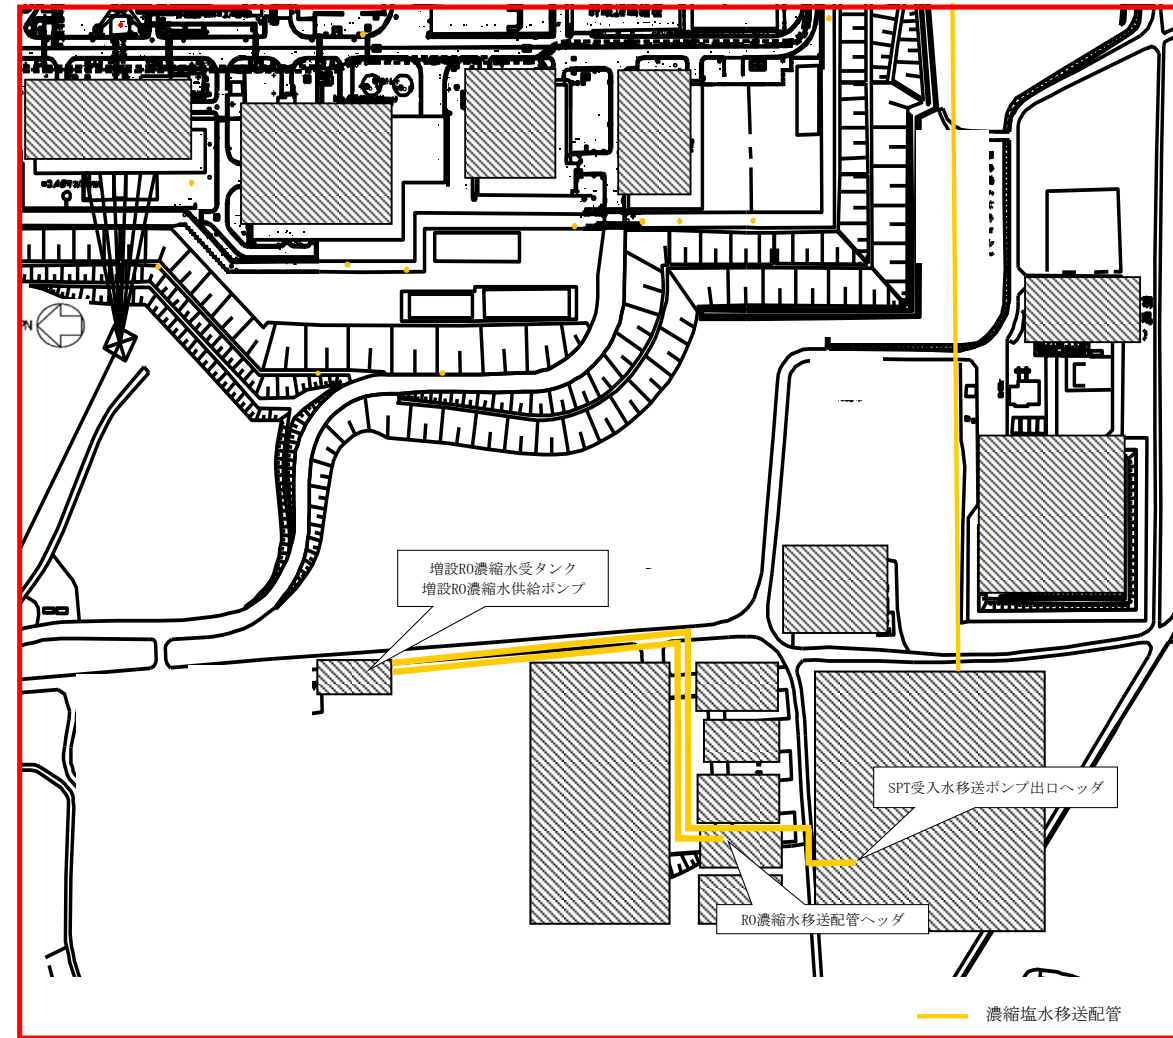 増設RO濃縮水受タンク
増設RO濃縮水供給ポンプ
SPT受入水移送ポンプ出口ヘッダ
RO濃縮水移送配管ヘッダ
濃縮塩水移送配管